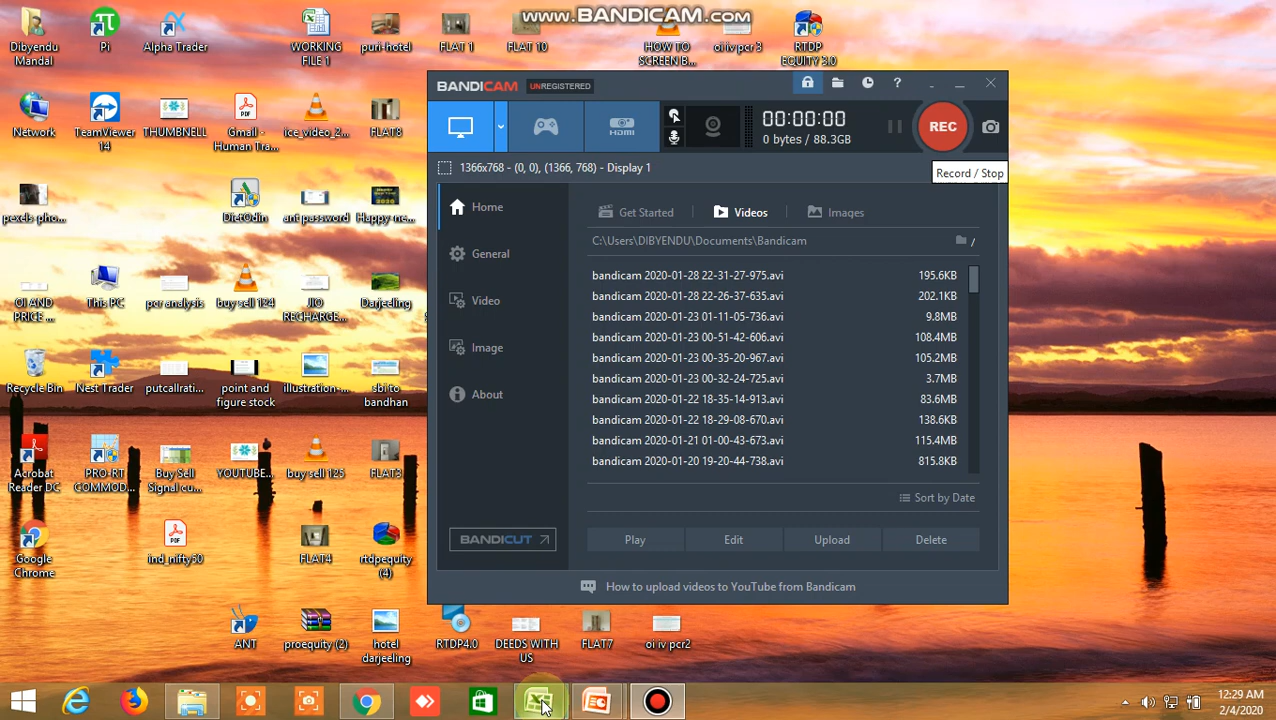 www.BANDICAM.com
Dibyendu
Mandal
Pi
Alpha Trader
WORKING
FILE 1
puri-hotel
FLAT 1
FLAT 10
HOW TO
SCREEN B...
oi iv pcr 3
RTDP
EQUITY 3.0
Network
TeamViewer
14
THUMBNELL
Gmail -
Human Tra...
ice_video_2...
FLAT8
pexels-pho...
DietOdin
ant password
Happy-ne...
OI AND
PRICE ...
This PC
pcr analysis
buy sell 124
JIO
RECHARGE...
Darjeeling
Recycle Bin
Nest Trader
putcallrati...
point and
figure stock
illustration-...
sbi to
bandhan
Acrobat
Reader DC
PRO-RT
COMMOD...
Buy Sell
Signal cu...
YOUTUBE...
buy sell 125
FLAT3
Google
Chrome
ind_nifty50
FLAT4
rtdpequity
(4)
ANT
proequity (2)
hotel
darjeeling
RTDP4.0
DEEDS WITH
US
FLAT7
oi iv pcr2
BANDICAM UNREGISTERED
HDMI
00:00:00
0 bytes / 88.3GB
REC
1366x768 - (0, 0), (1366, 768) - Display 1
Record / Stop
Home
General
Video
Image
About
BANDICUT
Get Started
Videos
Images
C:\Users\DIBYENDU\Documents\Bandicam /
bandicam 2020-01-28 22-31-27-975.avi 195.6KB
bandicam 2020-01-28 22-26-37-635.avi 202.1KB
bandicam 2020-01-23 01-11-05-736.avi 9.8MB
bandicam 2020-01-23 00-51-42-606.avi 108.4MB
bandicam 2020-01-23 00-35-20-967.avi 105.2MB
bandicam 2020-01-23 00-32-24-725.avi 3.7MB
bandicam 2020-01-22 18-35-14-913.avi 83.6MB
bandicam 2020-01-22 18-29-08-670.avi 138.6KB
bandicam 2020-01-21 01-00-43-673.avi 115.4MB
bandicam 2020-01-20 19-20-44-738.avi 815.8KB
Sort by Date
Play
Edit
Upload
Delete
How to upload videos to YouTube from Bandicam
12:29 AM
2/4/2020